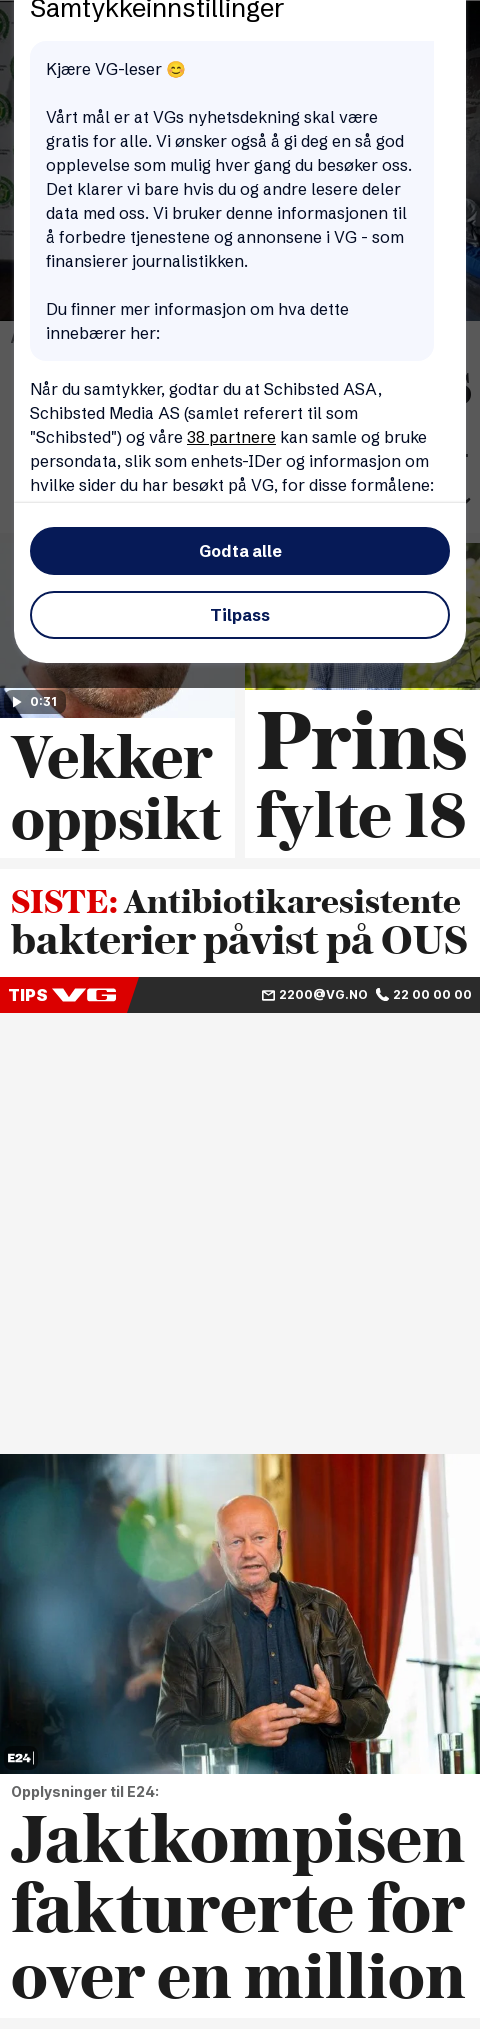 Samtykkeinnstillinger
Kjære VG-leser 😊
Vårt mål er at VGs nyhetsdekning skal være
gratis for alle. Vi ønsker også å gi deg en så god
opplevelse som mulig hver gang du besøker oss.
Det klarer vi bare hvis du og andre lesere deler
data med oss. Vi bruker denne informasjonen til
å forbedre tjenestene og annonsene i VG - som
finansierer journalistikken.
Du finner mer informasjon om hva dette
innebærer her:
Når du samtykker, godtar du at Schibsted ASA,
Schibsted Media AS (samlet referert til som
"Schibsted") og våre 38 partnere kan samle og bruke
persondata, slik som enhets-IDer og informasjon om
hvilke sider du har besøkt på VG, for disse formålene:
Godta alle
Tilpass
0:31
Vekker
oppsikt
Prins
fylte 18
SISTE: Antibiotikaresistente
bakterier påvist på OUS
TIPS VG 2200@VG.NO 22 00 00 00
E24
Opplysninger til E24:
Jaktkompisen
fakturerte for
over en million